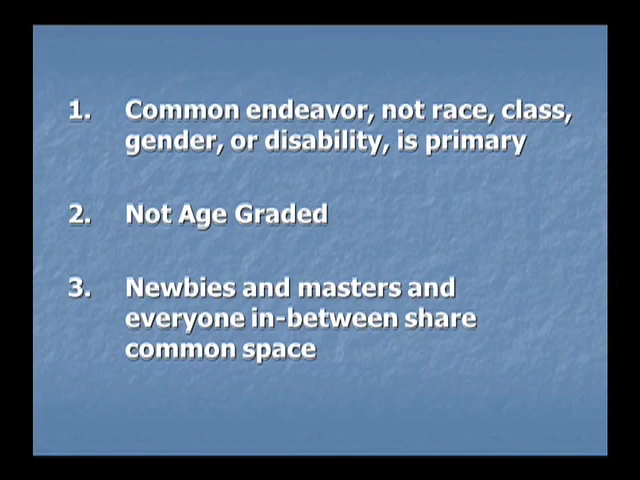 1. Common endeavor, not race, class,
gender, or disability, is primary
2. Not Age Graded
3. Newbies and masters and
everyone in-between share
common space